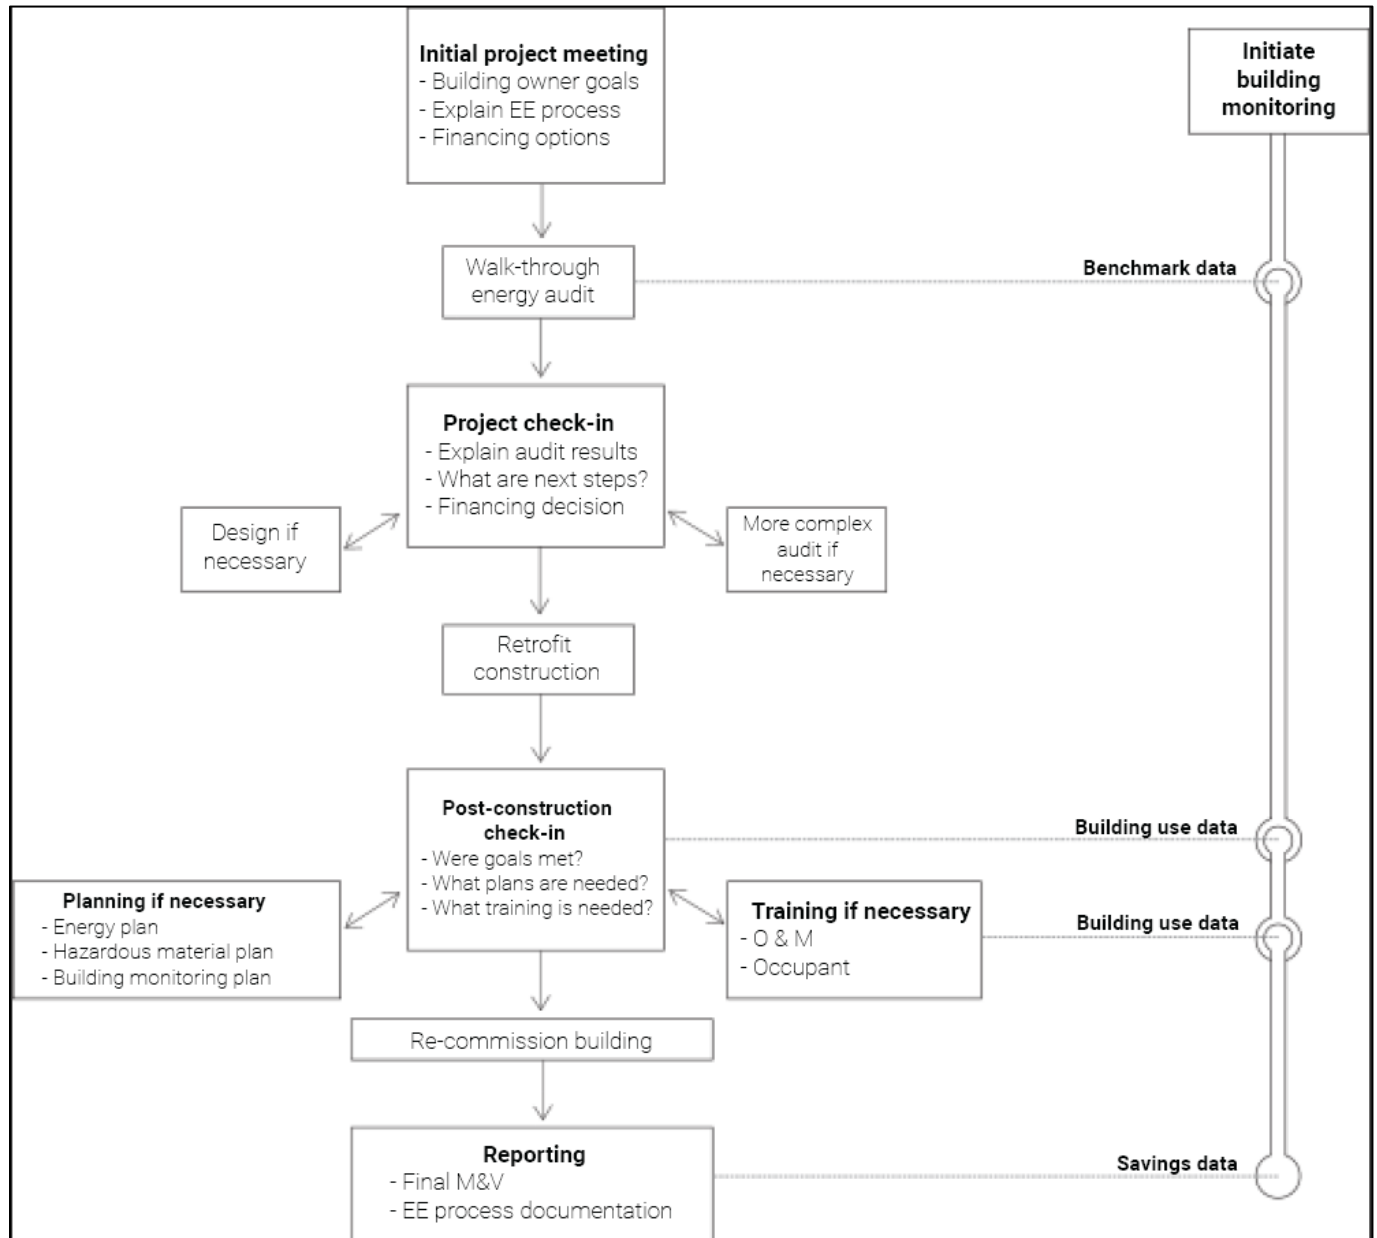 Initial project meeting
- Building owner goals
- Explain EE process
- Financing options
Initiate
building
monitoring
Walk-through
energy audit
Benchmark data
Project check-in
- Explain audit results
- What are next steps?
- Financing decision
Design if
necessary
More complex
audit if
necessary
Retrofit
construction
Post-construction
check-in
- Were goals met?
- What plans are needed?
- What training is needed?
Building use data
Planning if necessary
- Energy plan
- Hazardous material plan
- Building monitoring plan
Training if necessary
- O & M
- Occupant
Building use data
Re-commission building
Reporting
- Final M&V
- EE process documentation
Savings data